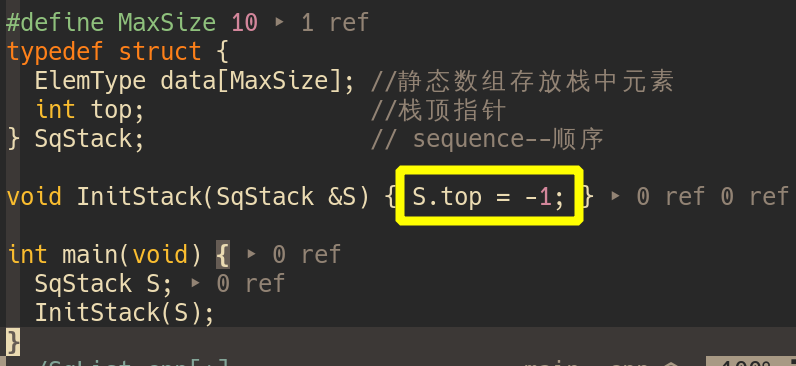 #define MaxSize 10 ‣ 1 ref
typedef struct {
  ElemType data[MaxSize]; //静态数组存放栈中元素
  int top;                //栈顶指针
} SqStack;                // sequence--顺序
void InitStack(SqStack &S) { S.top = -1; } ‣ 0 ref 0 ref
int main(void) { ‣ 0 ref
  SqStack S; ‣ 0 ref
  InitStack(S);
}